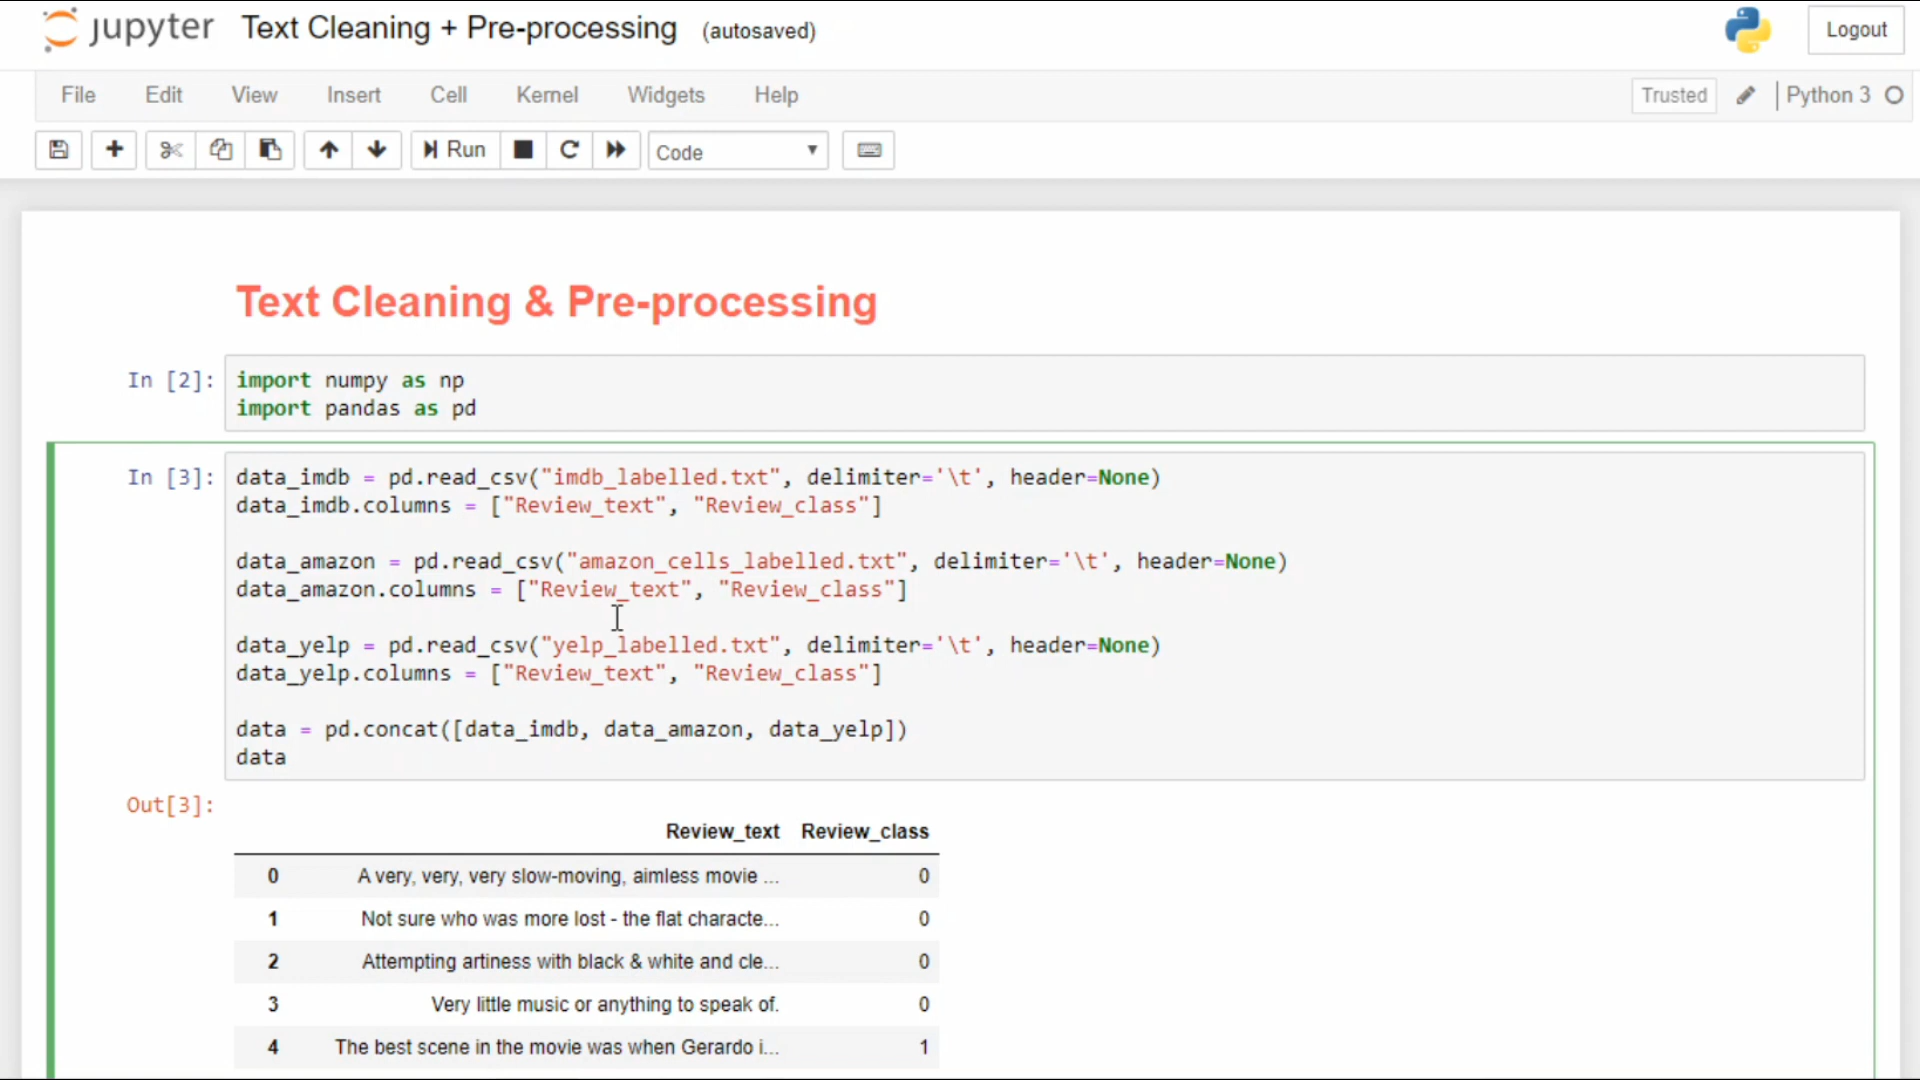 jupyter Text Cleaning + Pre-processing (autosaved) Logout
File Edit View Insert Cell Kernel Widgets Help Trusted Python 3
Run Code
Text Cleaning & Pre-processing
In [2]: import numpy as np
import pandas as pd
In [3]: data_imdb = pd.read_csv("imdb_labelled.txt", delimiter='\t', header=None)
data_imdb.columns = ["Review_text", "Review_class"]
data_amazon = pd.read_csv("amazon_cells_labelled.txt", delimiter='\t', header=None)
data_amazon.columns = ["Review_text", "Review_class"]
data_yelp = pd.read_csv("yelp_labelled.txt", delimiter='\t', header=None)
data_yelp.columns = ["Review_text", "Review_class"]
data = pd.concat([data_imdb, data_amazon, data_yelp])
data
Out[3]:
Review_text Review_class
0 A very, very, very slow-moving, aimless movie ... 0
1 Not sure who was more lost - the flat characte... 0
2 Attempting artiness with black & white and cle... 0
3 Very little music or anything to speak of. 0
4 The best scene in the movie was when Gerardo i... 1